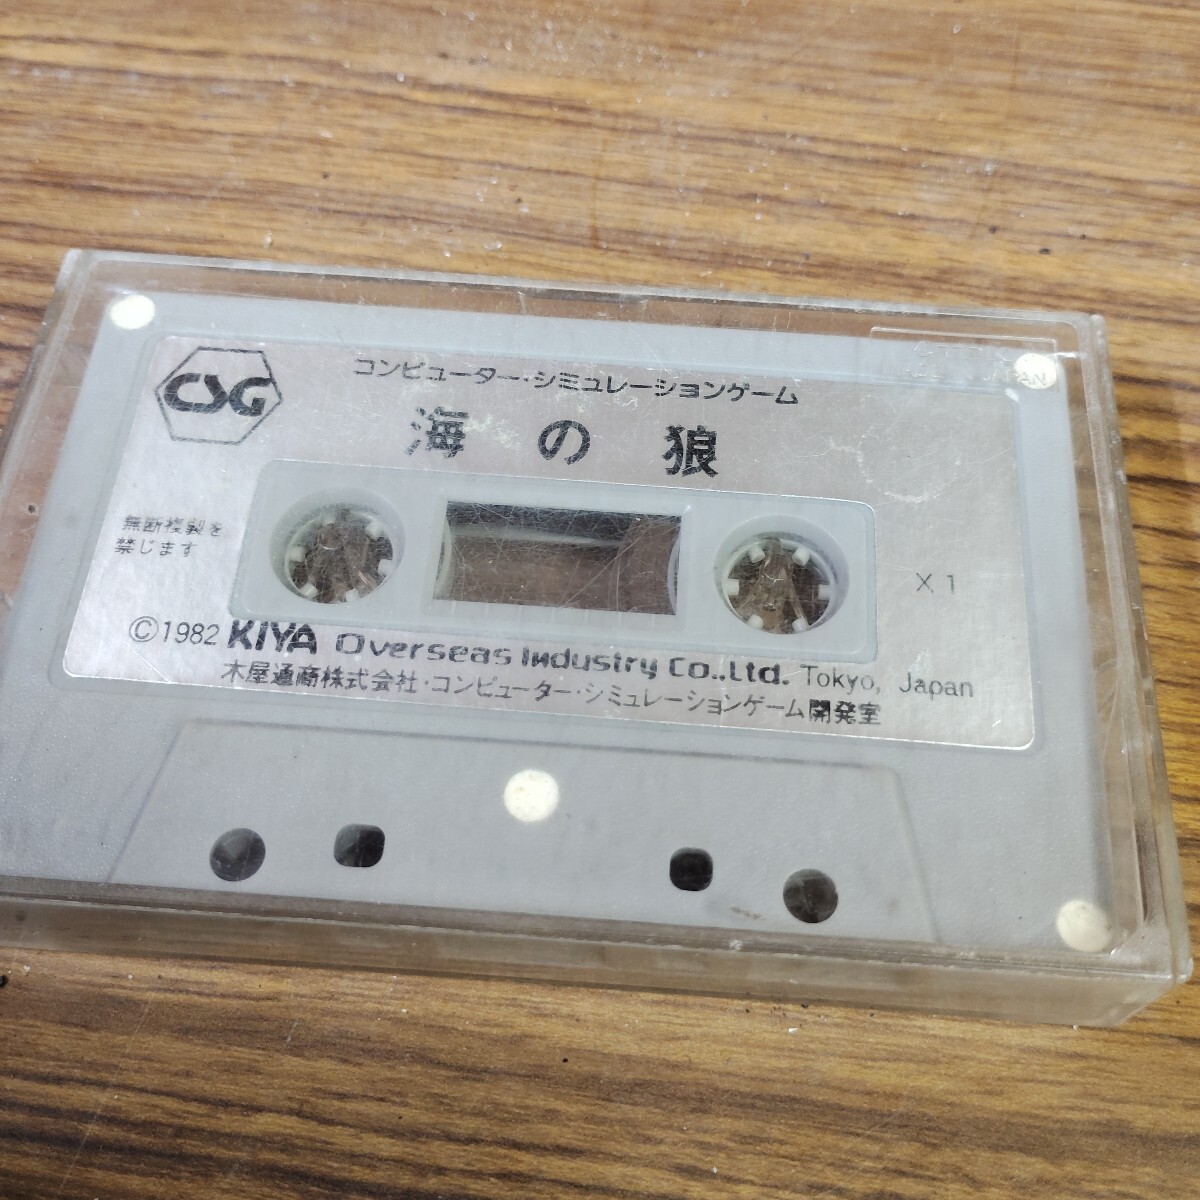 CSG
コンピューター・シミュレーションゲーム
海の狼
無断複製を
禁じます
X1
©1982 KIYA Overseas Industry Co.,Ltd. Tokyo, Japan
木屋通商株式会社・コンピューター・シミュレーションゲーム開発室